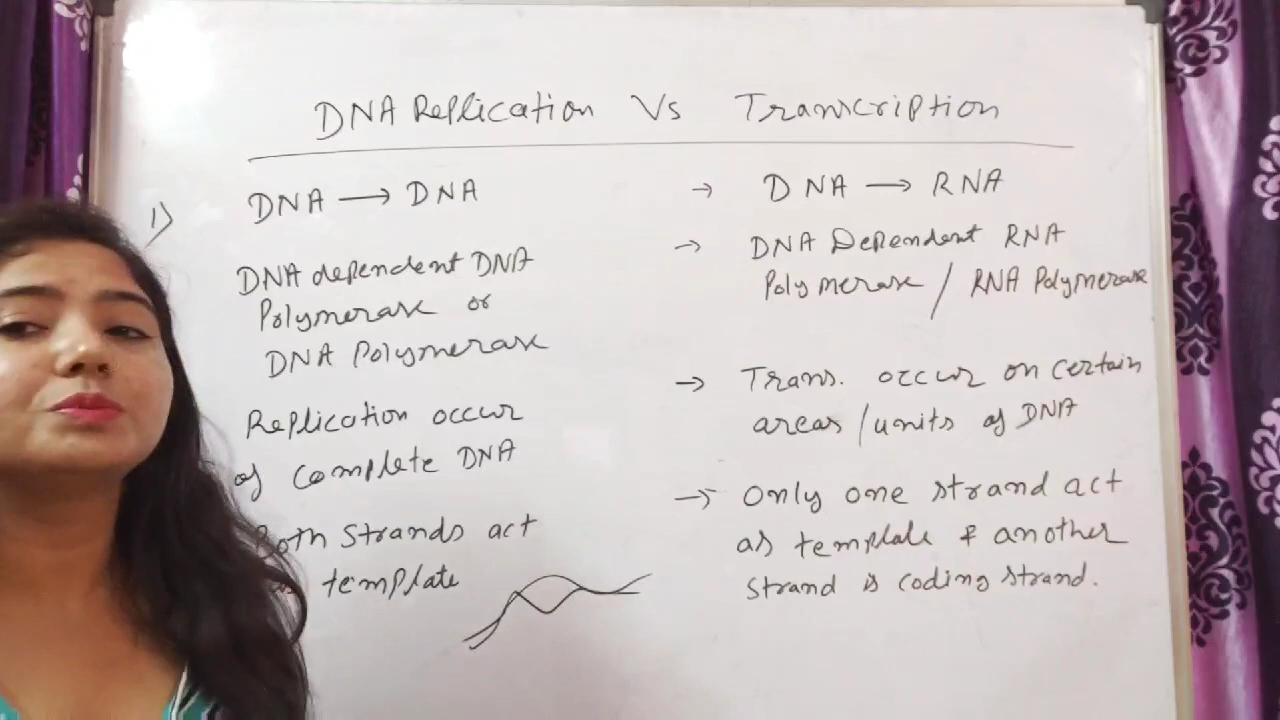 DNA Replication Vs Transcription
1)
DNA → DNA
DNA dependent DNA
Polymerase or
DNA Polymerase
Replication occur
of complete DNA
Both Strands act
template
→ DNA → RNA
→ DNA Dependent RNA
Polymerase / RNA Polymerase
→ Trans. occur on certain
areas / units of DNA
→ Only one strand act
as template & another
strand is coding strand.